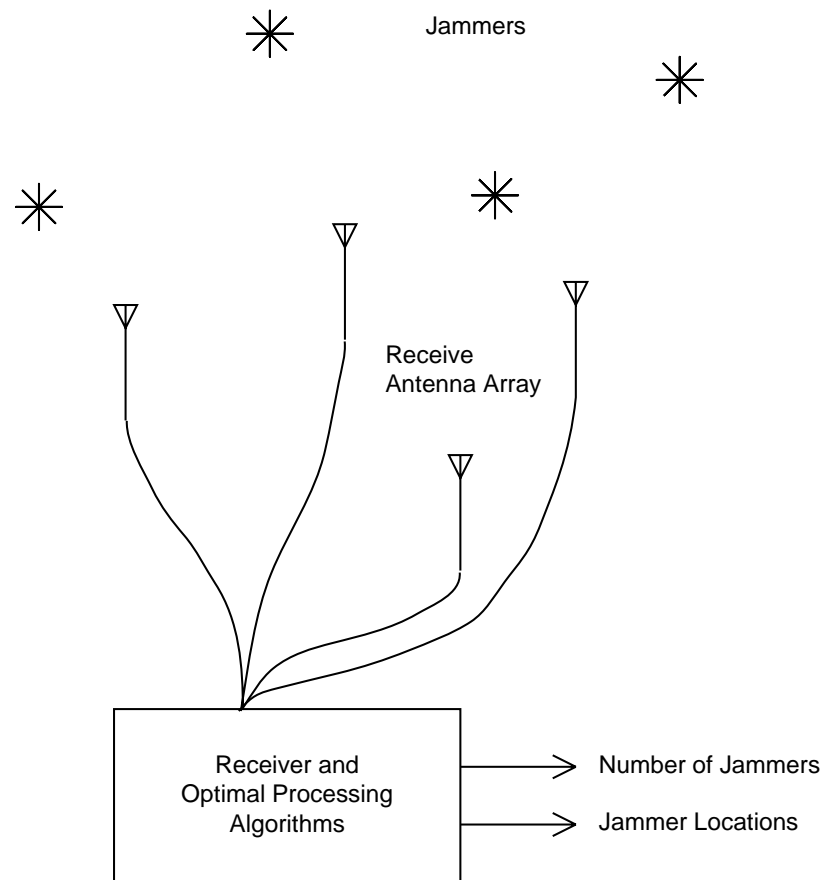 Jammers
Receive
Antenna Array
Receiver and
Optimal Processing
Algorithms
Number of Jammers
Jammer Locations